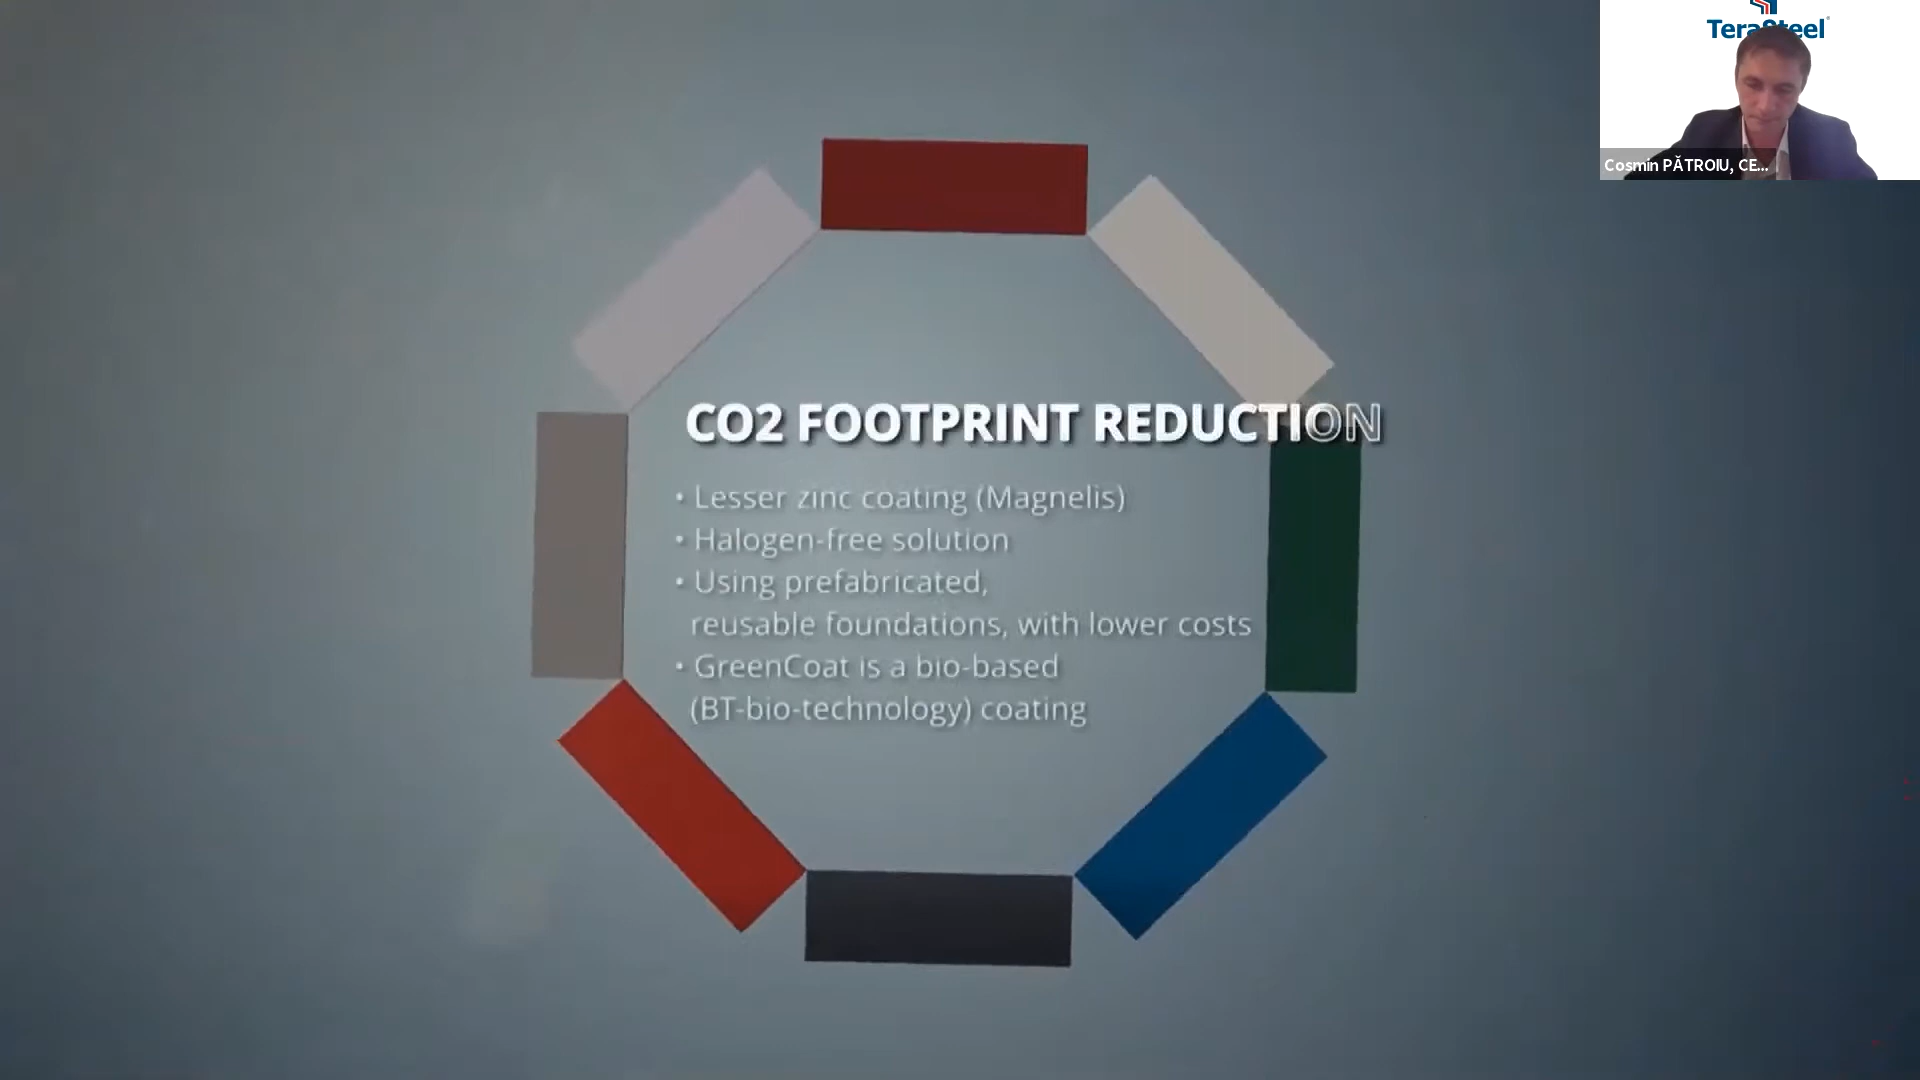 TeraSteel
Cosmin PĂTROIU, CE...
CO2 FOOTPRINT REDUCTION
• Lesser zinc coating (Magnelis)
• Halogen-free solution
• Using prefabricated,
reusable foundations, with lower costs
• GreenCoat is a bio-based
(BT-bio-technology) coating